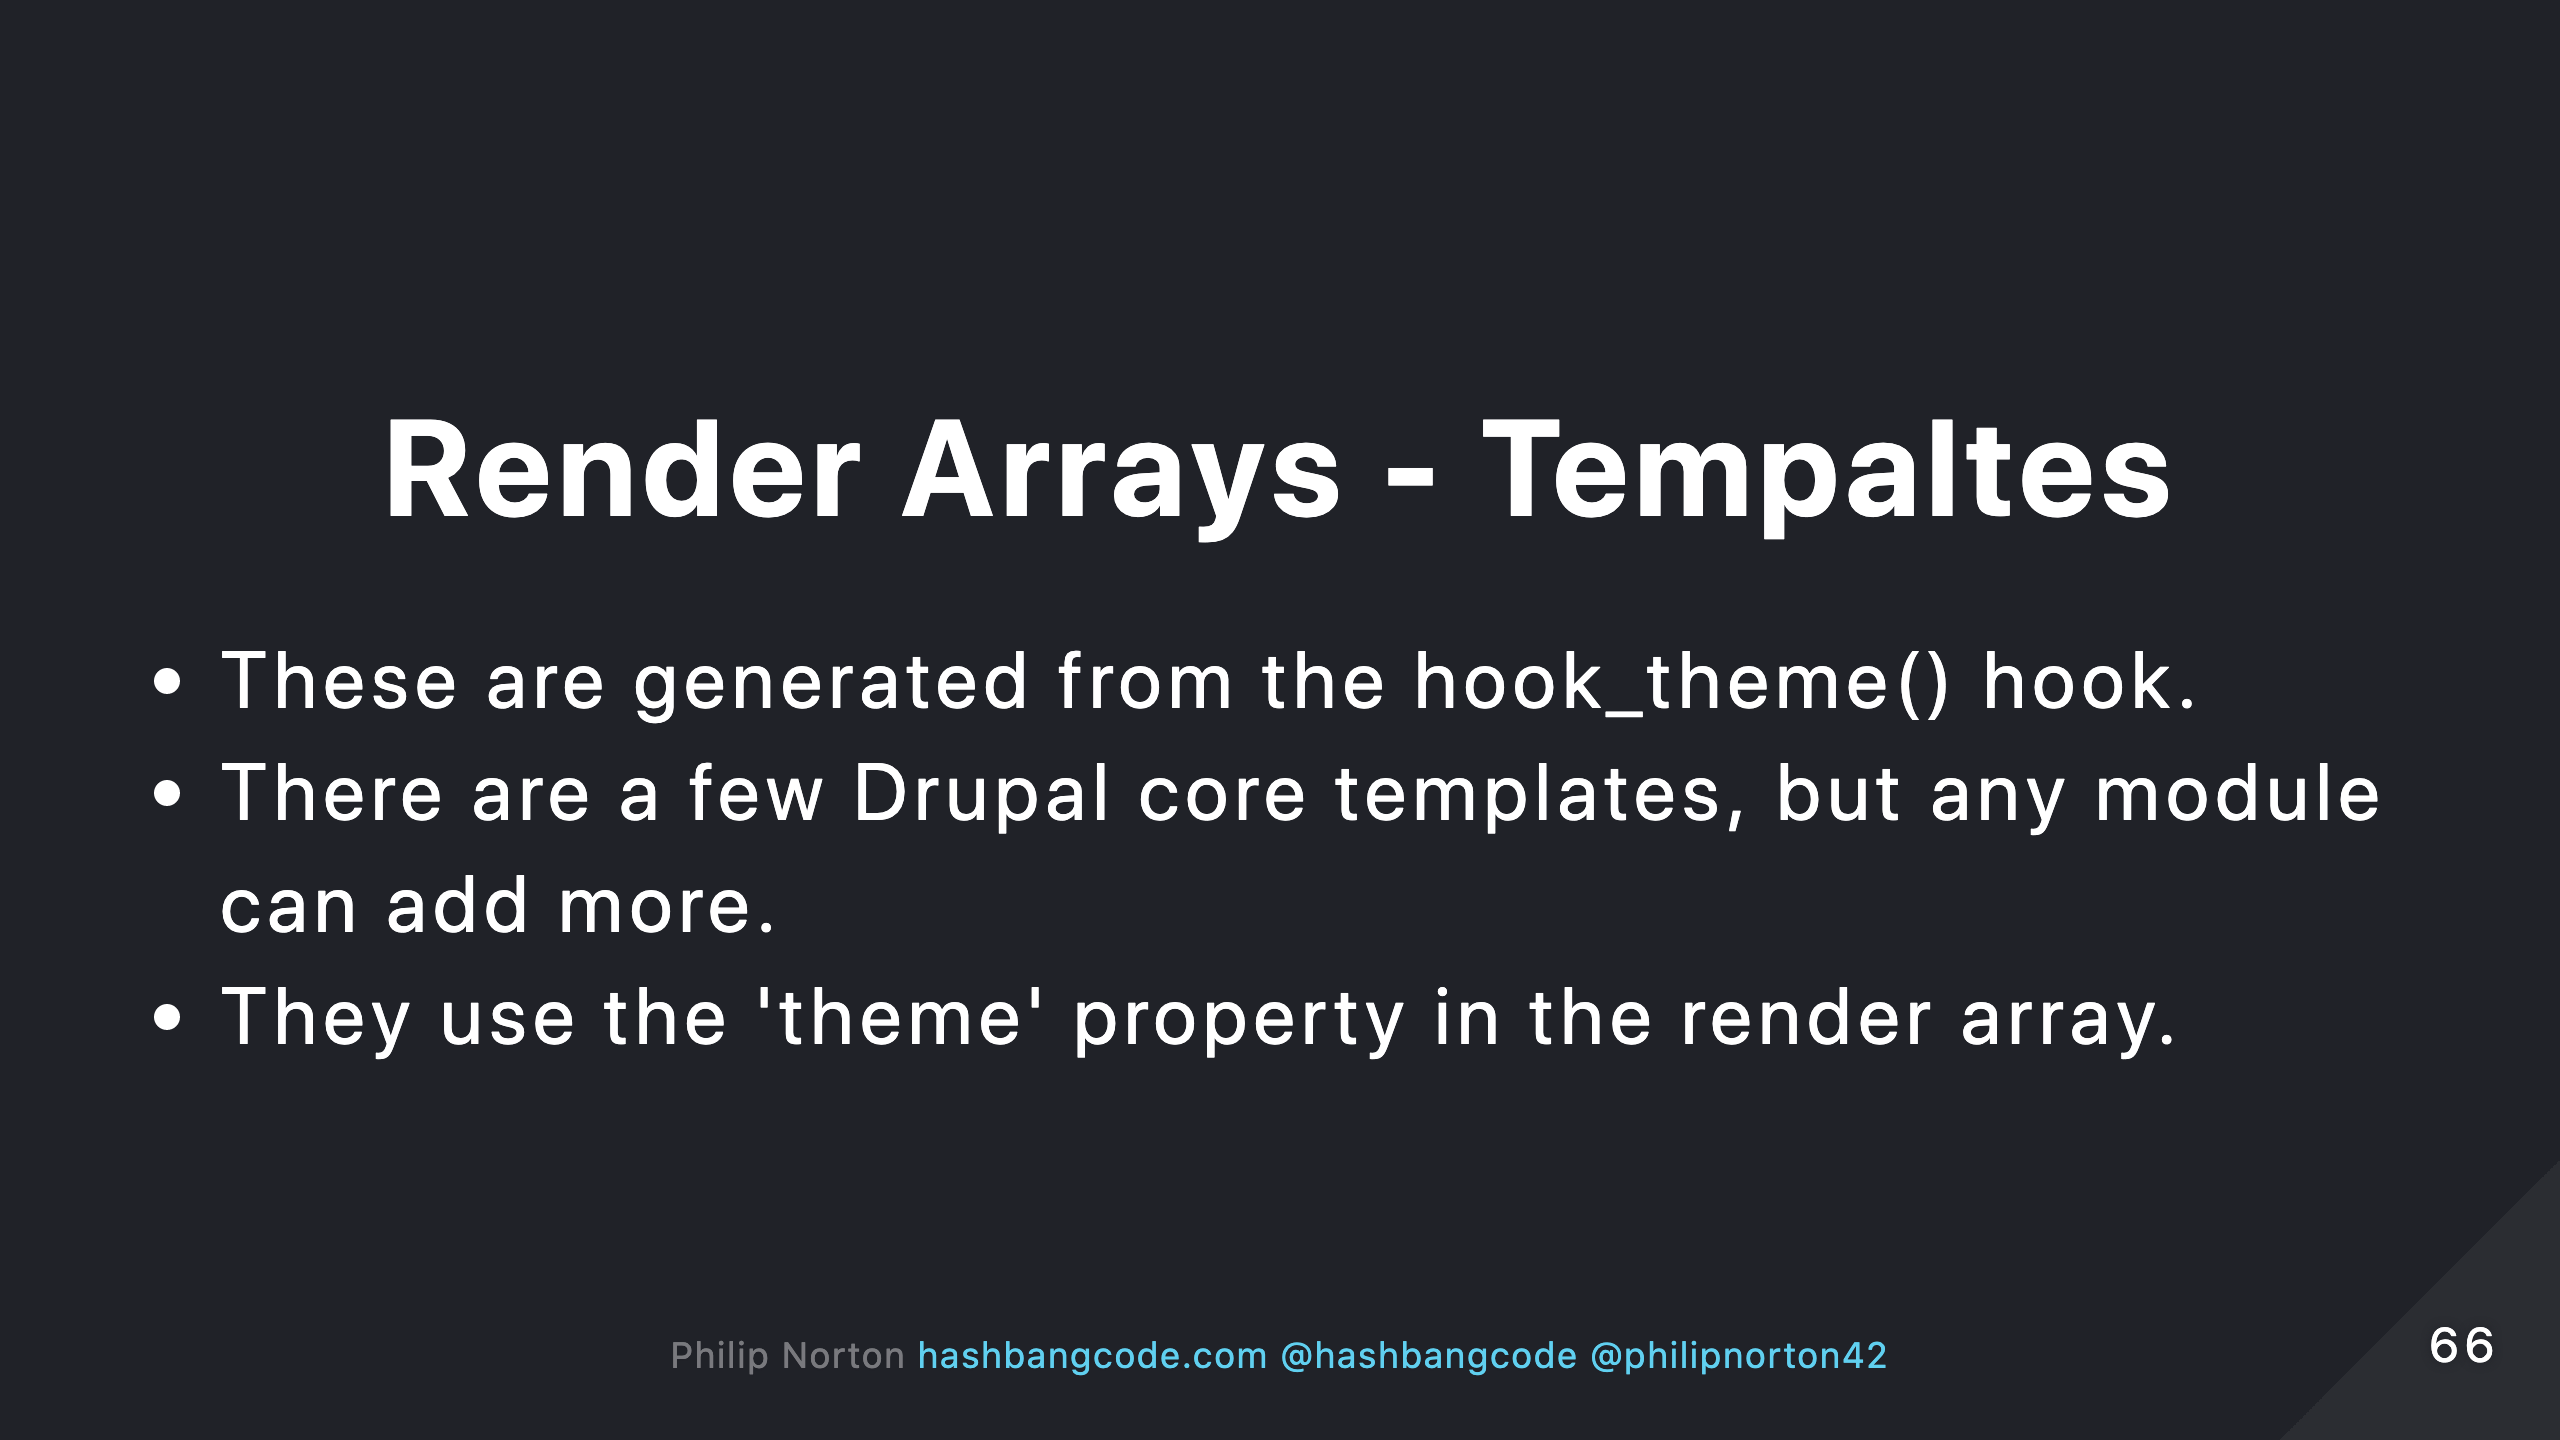 Render Arrays - Tempaltes
• These are generated from the hook_theme() hook.
• There are a few Drupal core templates, but any module
can add more.
• They use the 'theme' property in the render array.
Philip Norton hashbangcode.com @hashbangcode @philipnorton42
66